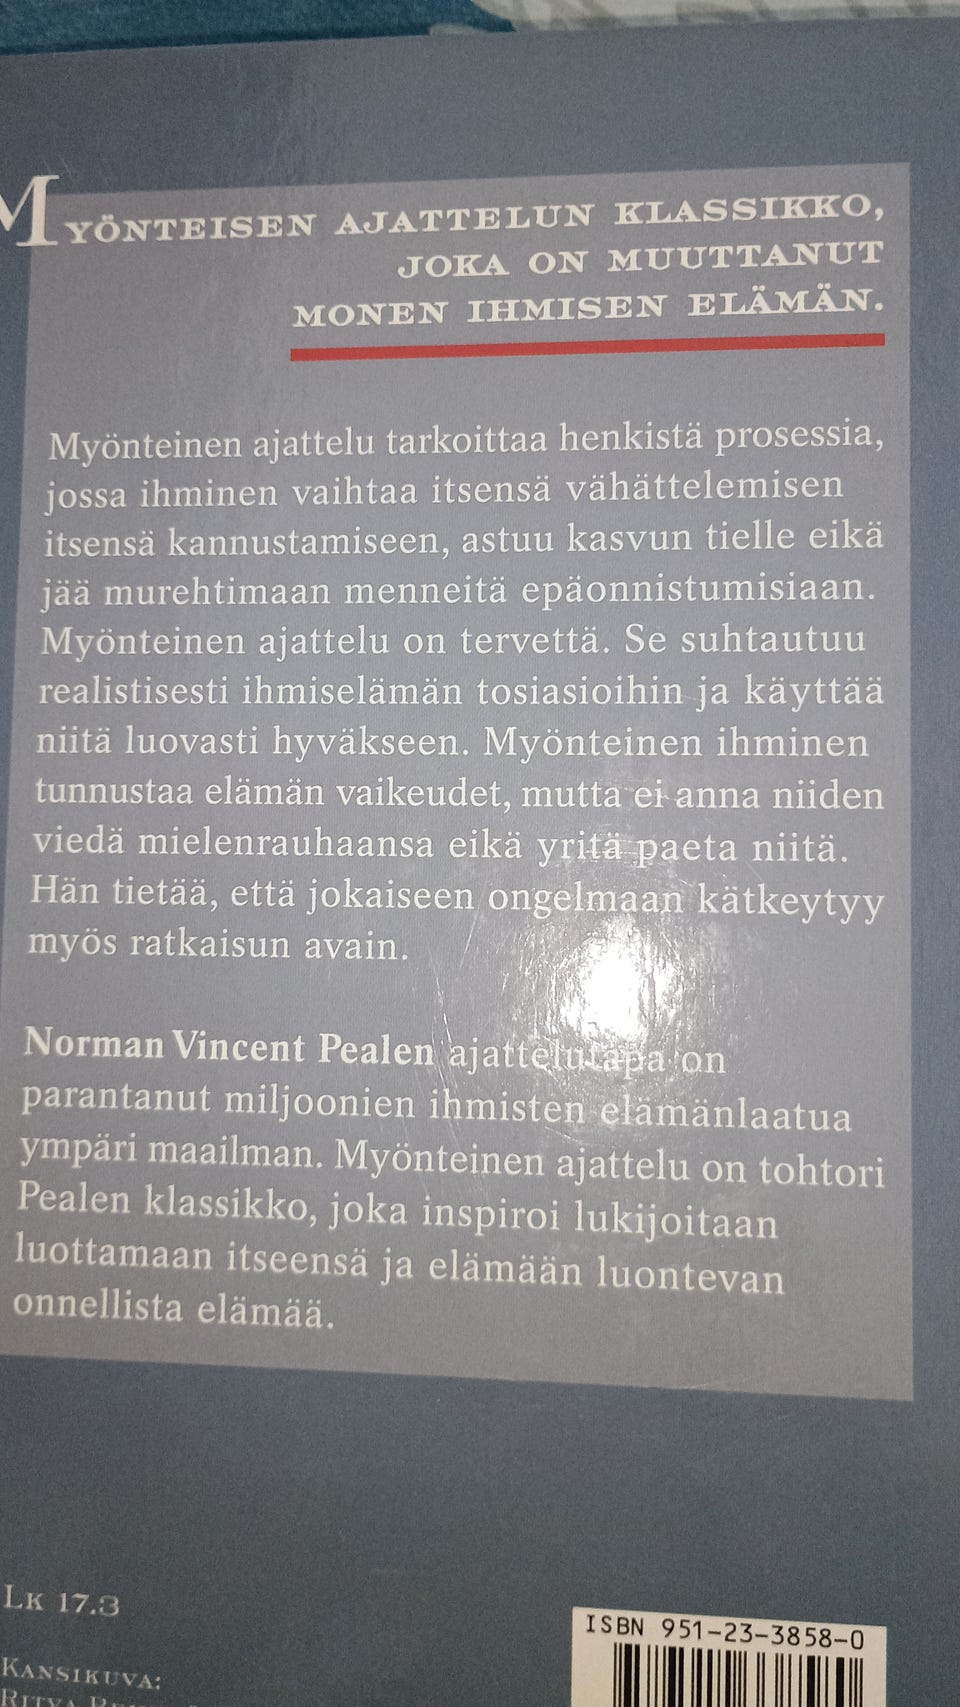 MYÖNTEISEN AJATTELUN KLASSIKKO,
JOKA ON MUUTTANUT
MONEN IHMISEN ELÄMÄN.
Myönteinen ajattelu tarkoittaa henkistä prosessia,
jossa ihminen vaihtaa itsensä vähättelemisen
itsensä kannustamiseen, astuu kasvun tielle eikä
jää murehtimaan menneitä epäonnistumisiaan.
Myönteinen ajattelu on tervettä. Se suhtautuu
realistisesti ihmiselämän tosiasioihin ja käyttää
niitä luovasti hyväkseen. Myönteinen ihminen
tunnustaa elämän vaikeudet, mutta ei anna niiden
viedä mielenrauhaansa eikä yritä paeta niitä.
Hän tietää, että jokaiseen ongelmaan kätkeytyy
myös ratkaisun avain.
Norman Vincent Pealen ajattelutapa on
parantanut miljoonien ihmisten elämänlaatua
ympäri maailman. Myönteinen ajattelu on tohtori
Pealen klassikko, joka inspiroi lukijoitaan
luottamaan itseensä ja elämään luontevan
onnellista elämää.
LK 17.3
ISBN 951-23-3858-0
KANSIKUVA:
RITVA